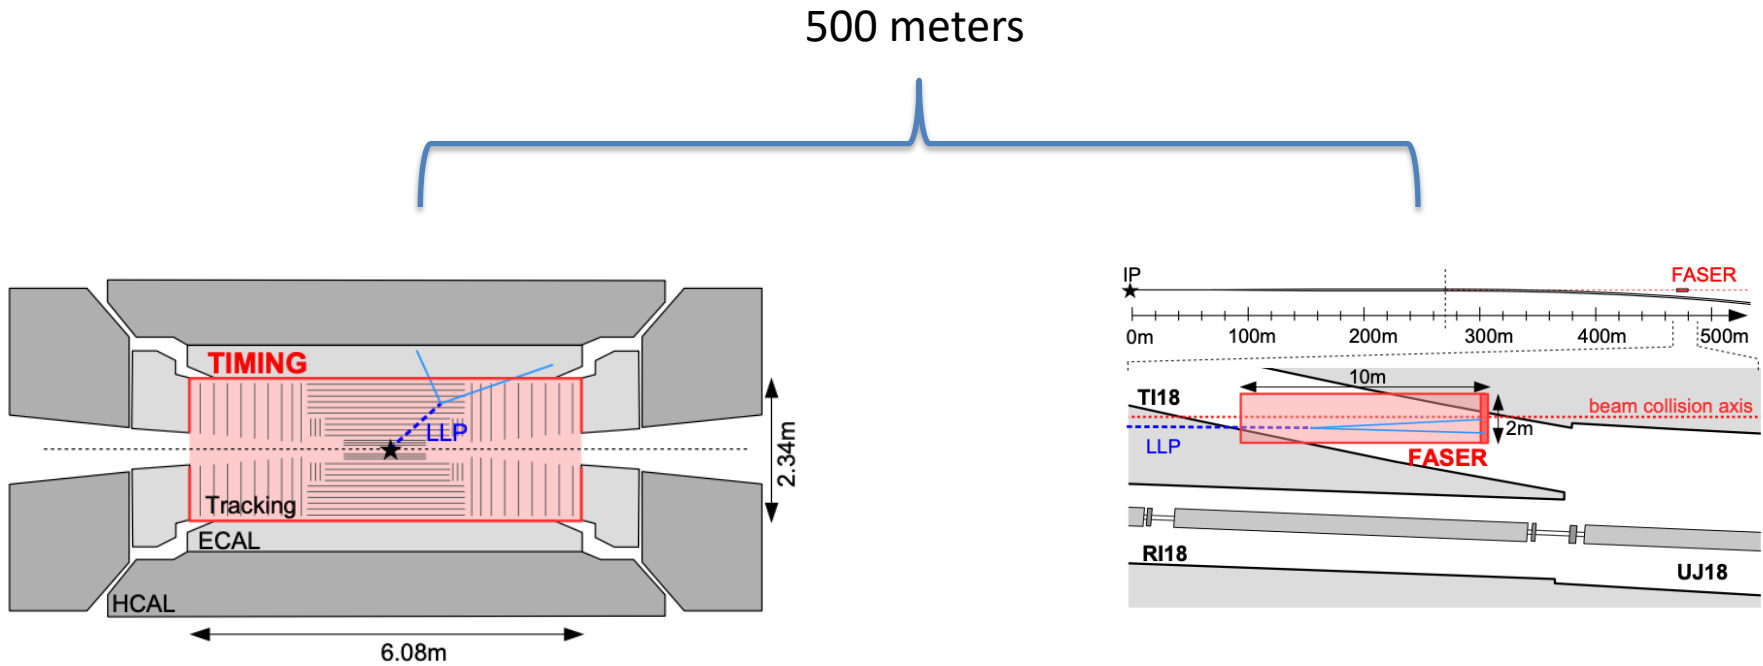 500 meters
TIMING
LLP
Tracking
ECAL
HCAL
6.08m
2.34m
IP
FASER
0m 100m 200m 300m 400m 500m
10m
TI18
beam collision axis
2m
LLP
FASER
RI18
UJ18